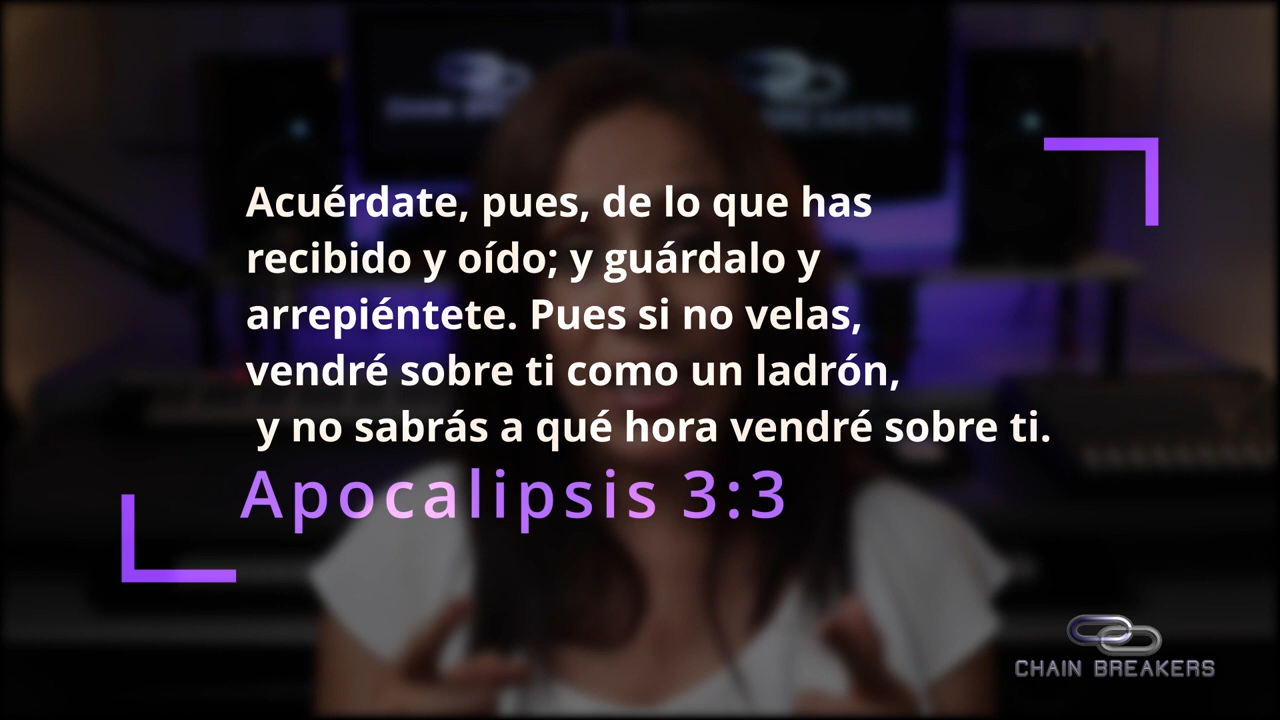 Acuérdate, pues, de lo que has
recibido y oído; y guárdalo y
arrepiéntete. Pues si no velas,
vendré sobre ti como un ladrón,
y no sabrás a qué hora vendré sobre ti.
Apocalipsis 3:3
CHAIN BREAKERS